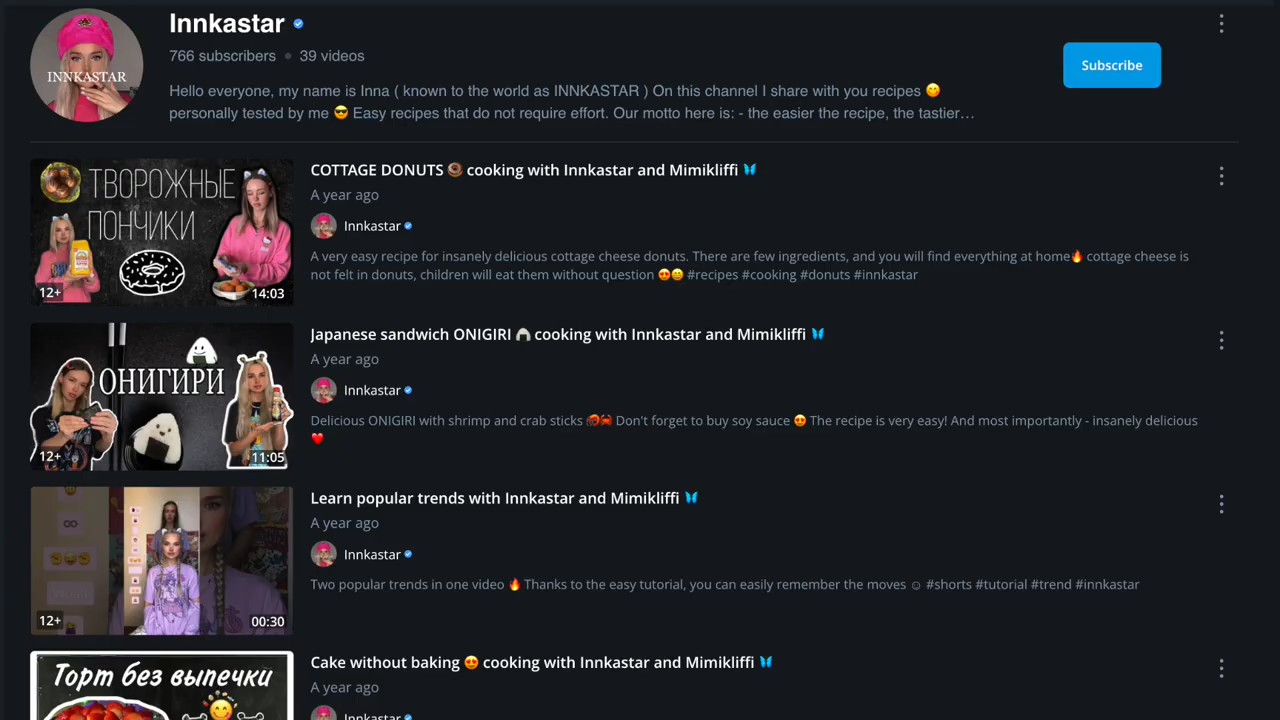 Innkastar
766 subscribers • 39 videos
Hello everyone, my name is Inna ( known to the world as INNKASTAR ) On this channel I share with you recipes 😋
personally tested by me 😎 Easy recipes that do not require effort. Our motto here is: - the easier the recipe, the tastier…
INNKASTAR
Subscribe
ТВОРОЖНЫЕ
ПОНЧИКИ
12+
14:03
COTTAGE DONUTS 🍩 cooking with Innkastar and Mimikliffi 🦋
A year ago
Innkastar
A very easy recipe for insanely delicious cottage cheese donuts. There are few ingredients, and you will find everything at home🔥 cottage cheese is
not felt in donuts, children will eat them without question 😍😄 #recipes #cooking #donuts #innkastar
ОНИГИРИ
12+
11:05
Japanese sandwich ONIGIRI 🍙 cooking with Innkastar and Mimikliffi 🦋
A year ago
Innkastar
Delicious ONIGIRI with shrimp and crab sticks 🦐🦀 Don't forget to buy soy sauce 😍 The recipe is very easy! And most importantly - insanely delicious
❤️
12+
00:30
Learn popular trends with Innkastar and Mimikliffi 🦋
A year ago
Innkastar
Two popular trends in one video 🔥 Thanks to the easy tutorial, you can easily remember the moves ☺ #shorts #tutorial #trend #innkastar
Торт без выпечки
Cake without baking 😍 cooking with Innkastar and Mimikliffi 🦋
A year ago
Innkastar